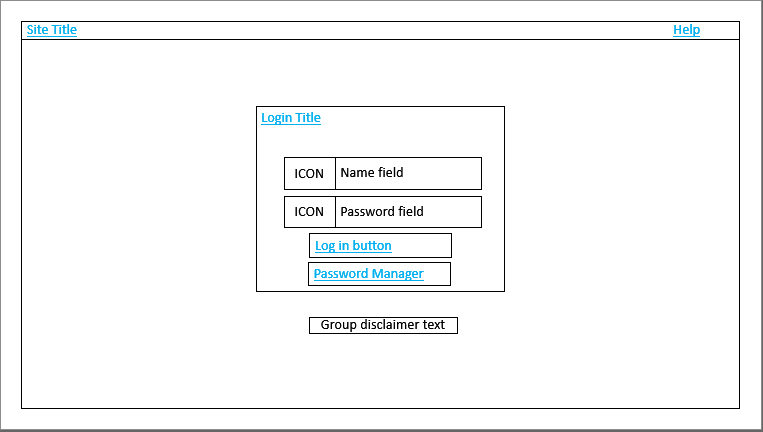 Site Title
Help
Login Title
ICON
Name field
ICON
Password field
Log in button
Password Manager
Group disclaimer text